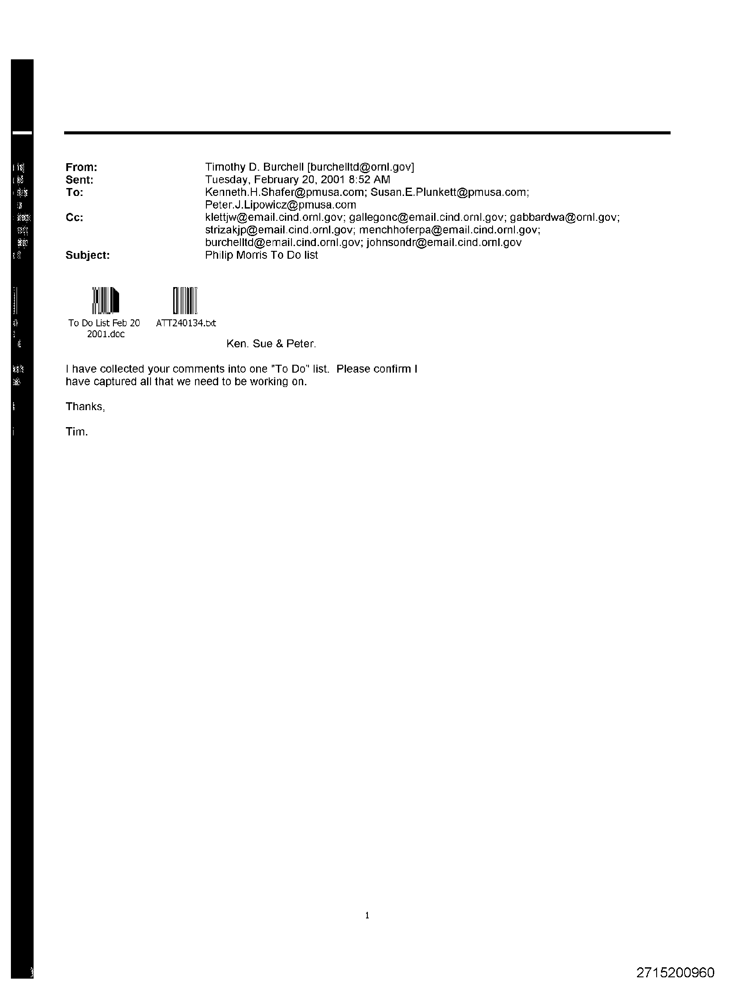 From: Timothy D. Burchell [burchelltd@ornl.gov]
Sent: Tuesday, February 20, 2001 8:52 AM
To: Kenneth.H.Shafer@pmusa.com; Susan.E.Plunkett@pmusa.com;
Peter.J.Lipowicz@pmusa.com
Cc: klettjw@email.cind.ornl.gov; gallegonc@email.cind.ornl.gov; gabbardwa@ornl.gov;
strizakjp@email.cind.ornl.gov; menchhoferpa@email.cind.ornl.gov;
burchelltd@email.cind.ornl.gov; johnsondr@email.cind.ornl.gov
Subject: Philip Morris To Do list
To Do List Feb 20 ATT240134.txt
2001.doc
Ken. Sue & Peter.
I have collected your comments into one "To Do" list. Please confirm I
have captured all that we need to be working on.
Thanks,
Tim.
1
2715200960